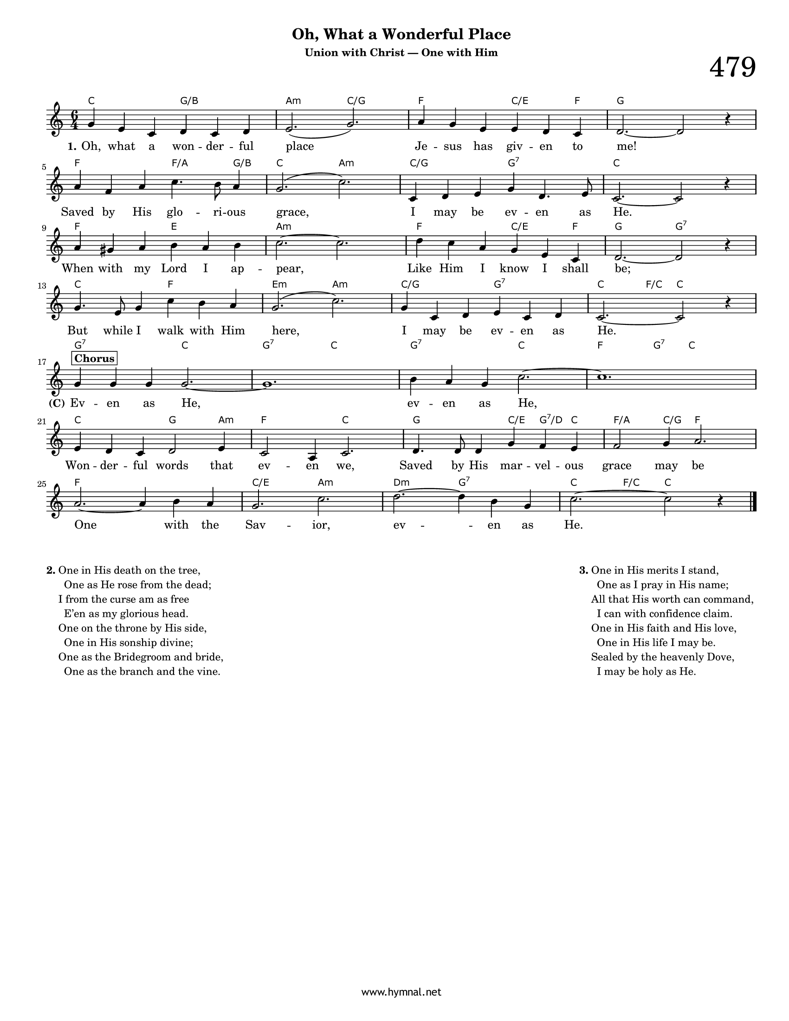 Oh, What a Wonderful Place
Union with Christ — One with Him
479
C G/B Am C/G F C/E F G
6 4
1. Oh, what a won - der - ful place Je - sus has giv - en to me!
5 F F/A G/B C Am C/G G7 C
Saved by His glo - ri-ous grace, I may be ev - en as He.
9 F E Am F C/E F G G7
When with my Lord I ap - pear, Like Him I know I shall be;
13 C F Em Am C/G G7 C F/C C
But while I walk with Him here, I may be ev - en as He.
G7 C G7 C G7 C F G7 C
17 Chorus
(C) Ev - en as He, ev - en as He,
21 C G Am F C G C/E G7/D C F/A C/G F
Won - der - ful words that ev - en we, Saved by His mar - vel - ous grace may be
25 F C/E Am Dm G7 C F/C C
One with the Sav - ior, ev - - en as He.
2. One in His death on the tree,
One as He rose from the dead;
I from the curse am as free
E'en as my glorious head.
One on the throne by His side,
One in His sonship divine;
One as the Bridegroom and bride,
One as the branch and the vine.
3. One in His merits I stand,
One as I pray in His name;
All that His worth can command,
I can with confidence claim.
One in His faith and His love,
One in His life I may be.
Sealed by the heavenly Dove,
I may be holy as He.
www.hymnal.net